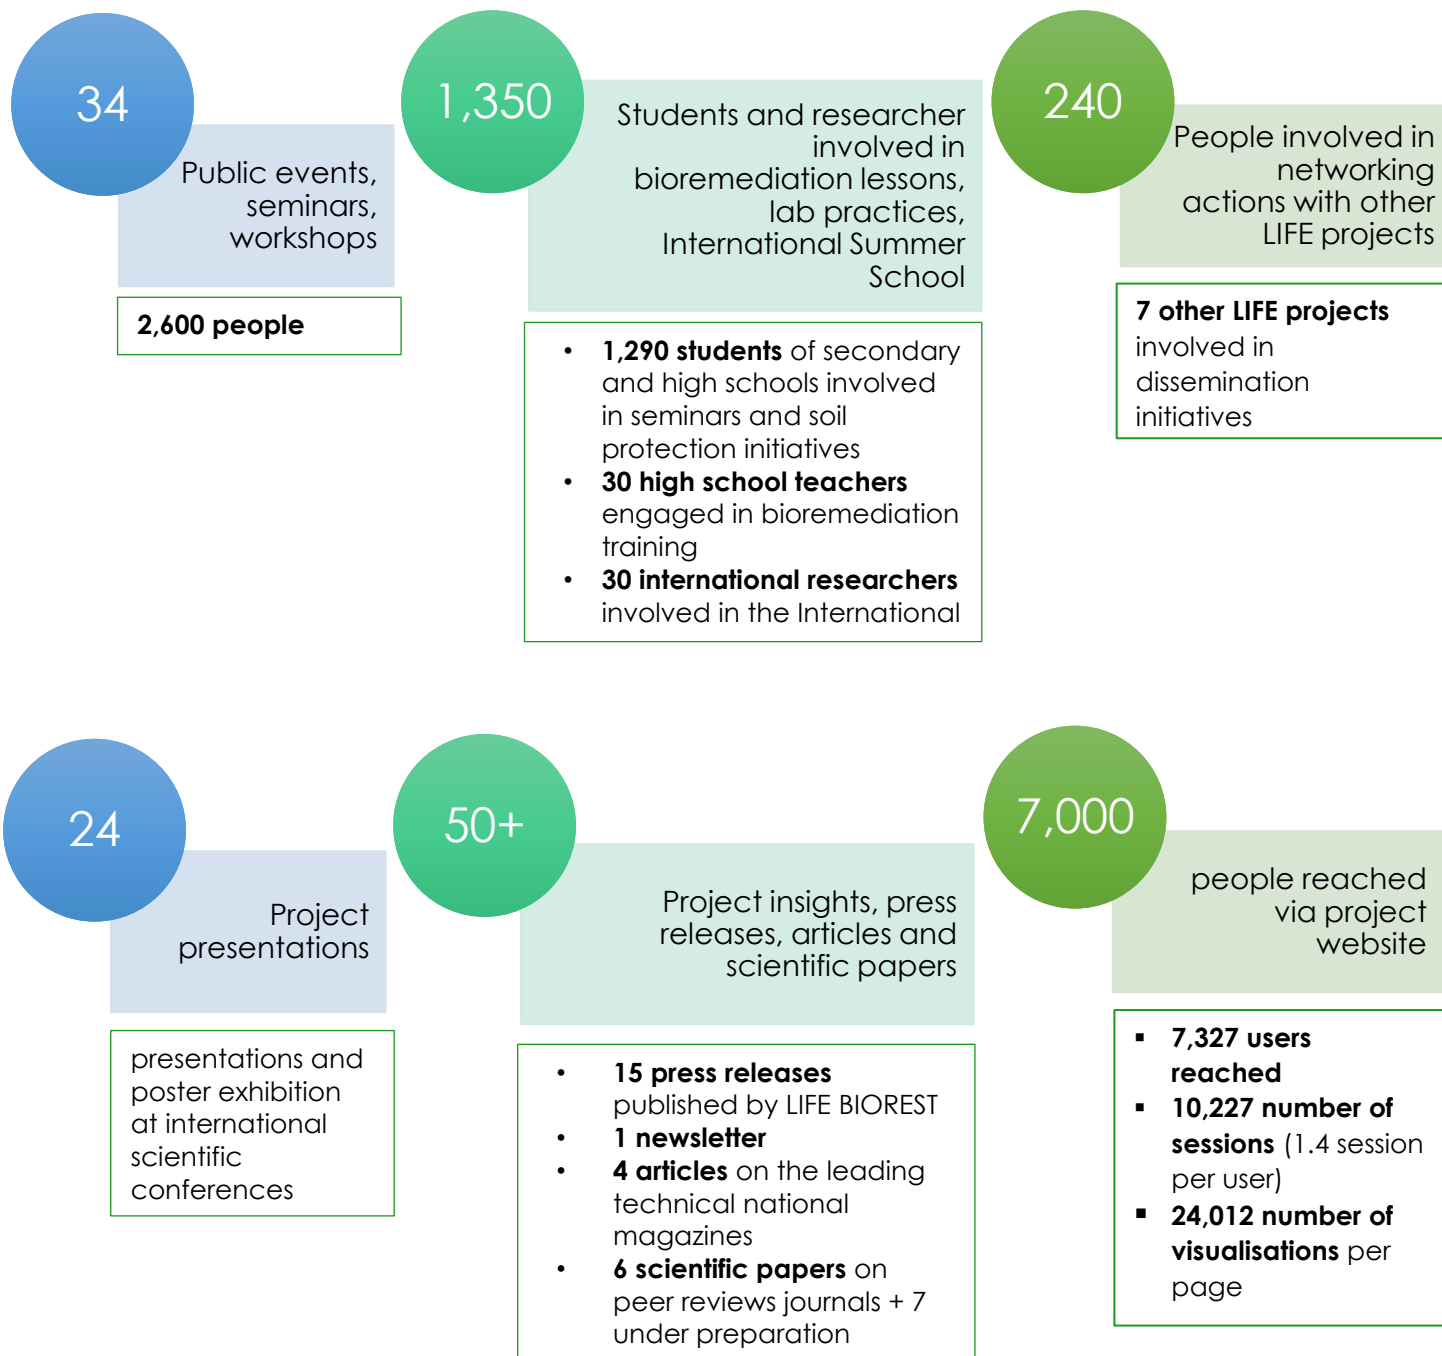 34
Public events,
seminars,
workshops
2,600 people
1,350
Students and researcher
involved in
bioremediation lessons,
lab practices,
International Summer
School
• 1,290 students of secondary
and high schools involved
in seminars and soil
protection initiatives
• 30 high school teachers
engaged in bioremediation
training
• 30 international researchers
involved in the International
240
People involved in
networking
actions with other
LIFE projects
7 other LIFE projects
involved in
dissemination
initiatives
24
Project
presentations
presentations and
poster exhibition
at international
scientific
conferences
50+
Project insights, press
releases, articles and
scientific papers
• 15 press releases
published by LIFE BIOREST
• 1 newsletter
• 4 articles on the leading
technical national
magazines
• 6 scientific papers on
peer reviews journals + 7
under preparation
7,000
people reached
via project
website
▪ 7,327 users
reached
▪ 10,227 number of
sessions (1.4 session
per user)
▪ 24,012 number of
visualisations per
page